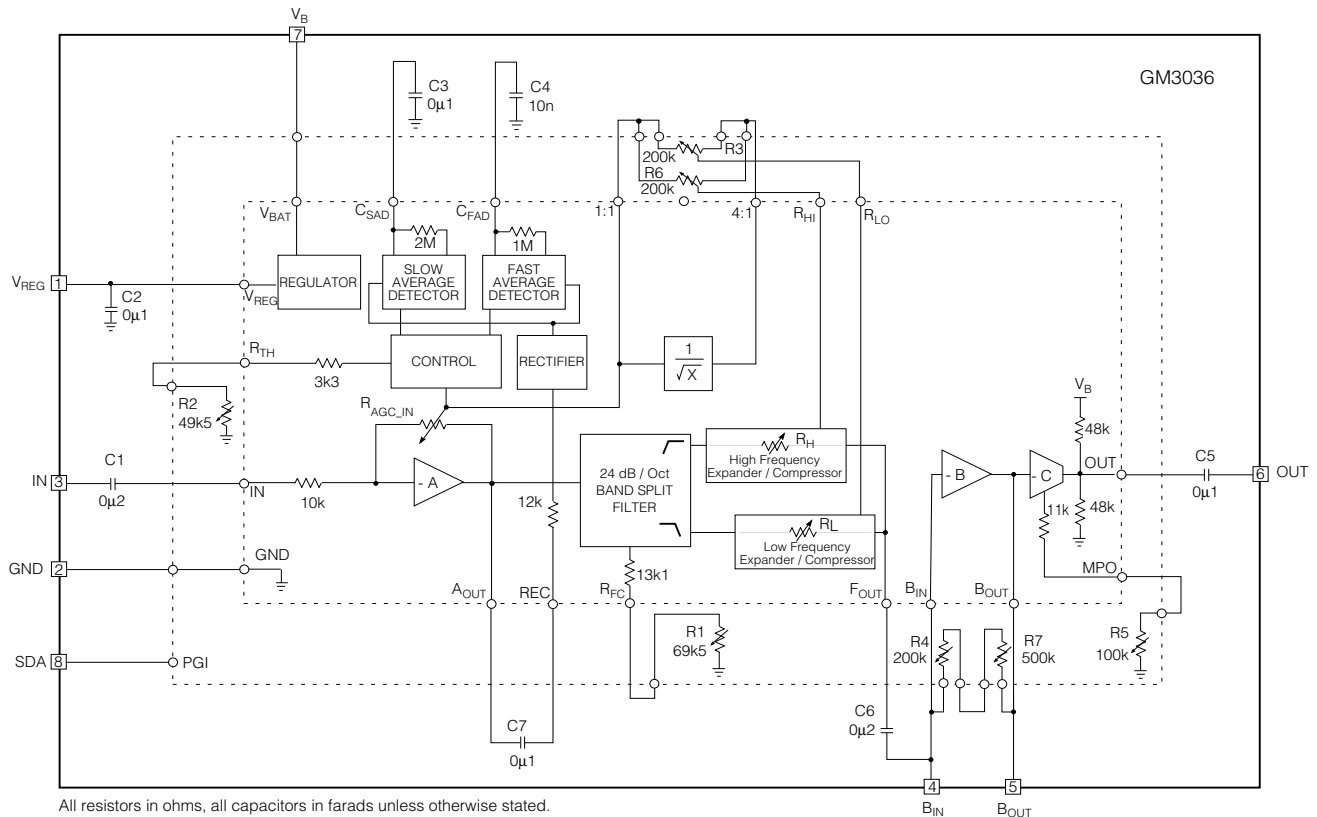 V_B
7
GM3036
C3
0µ1
C4
10n
200k
R3
R6
200k
V_BAT
C_SAD
C_FAD
1:1
4:1
R_HI
R_LO
2M
1M
V_REG
1
C2
0µ1
V_REG
REGULATOR
SLOW
AVERAGE
DETECTOR
FAST
AVERAGE
DETECTOR
R_TH
3k3
CONTROL
RECTIFIER
1
√X
R2
49k5
R_AGC_IN
V_B
48k
R_H
High Frequency
Expander / Compressor
IN
3
C1
0µ2
IN
10k
- A
12k
24 dB / Oct
BAND SPLIT
FILTER
- B
- C
OUT
C5
0µ1
6
OUT
11k
48k
R_L
Low Frequency
Expander / Compressor
GND
2
GND
MPO
13k1
A_OUT
REC
R_FC
F_OUT
B_IN
B_OUT
R1
69k5
R4
200k
R7
500k
R5
100k
SDA
8
PGI
C7
0µ1
C6
0µ2
4
5
B_IN
B_OUT
All resistors in ohms, all capacitors in farads unless otherwise stated.